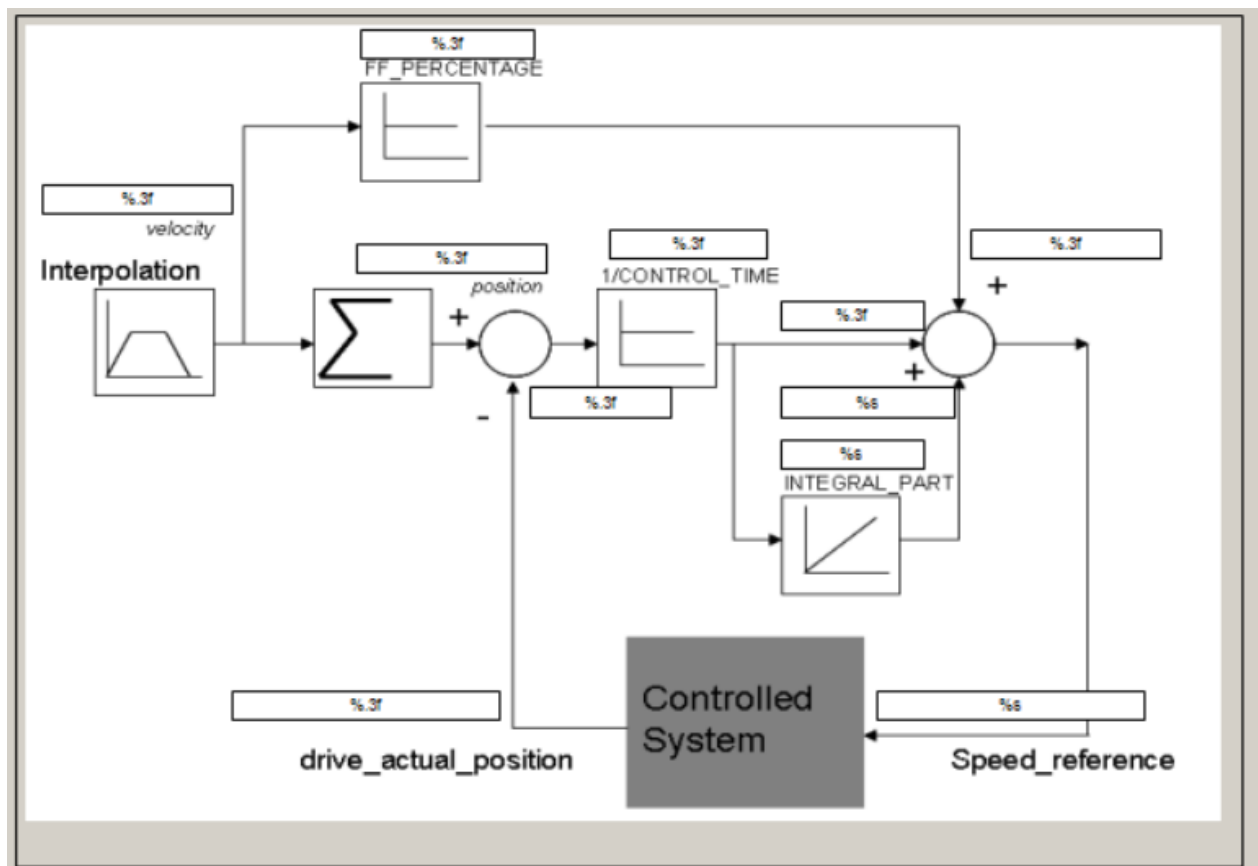 %.3f
FF_PERCENTAGE
%.3f
velocity
%.3f
position
%.3f
1/CONTROL_TIME
%.3f
+
Interpolation
+
%.3f
+
-
%.3f
%s
%s
INTEGRAL_PART
Controlled
System
%.3f
drive_actual_position
%s
Speed_reference